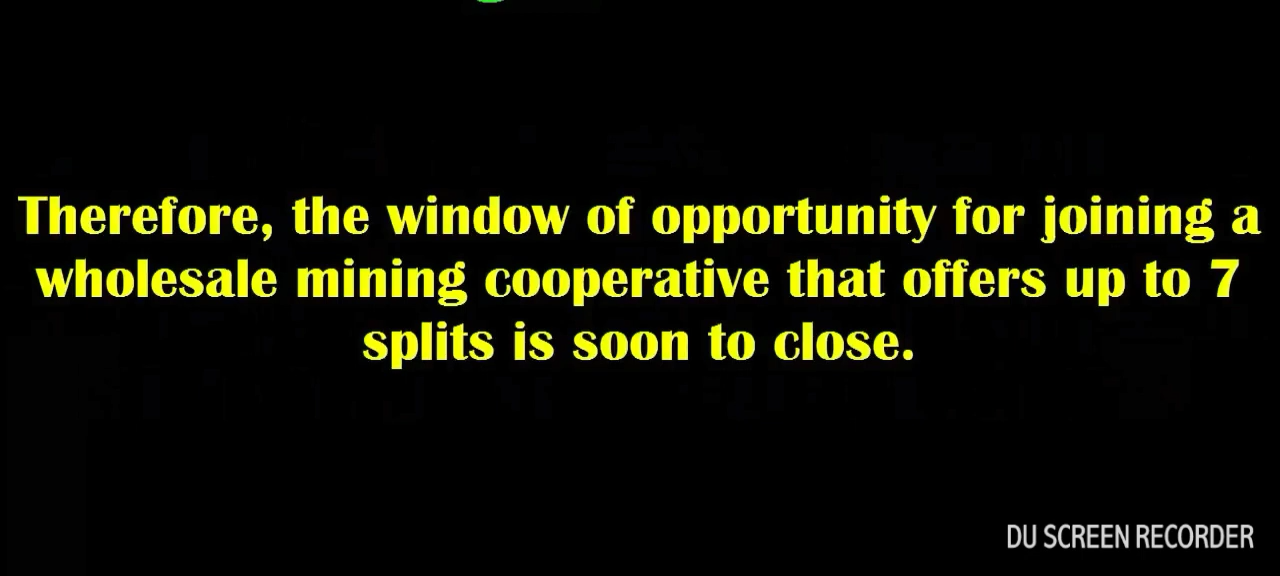 Therefore, the window of opportunity for joining a
wholesale mining cooperative that offers up to 7
splits is soon to close.
DU SCREEN RECORDER